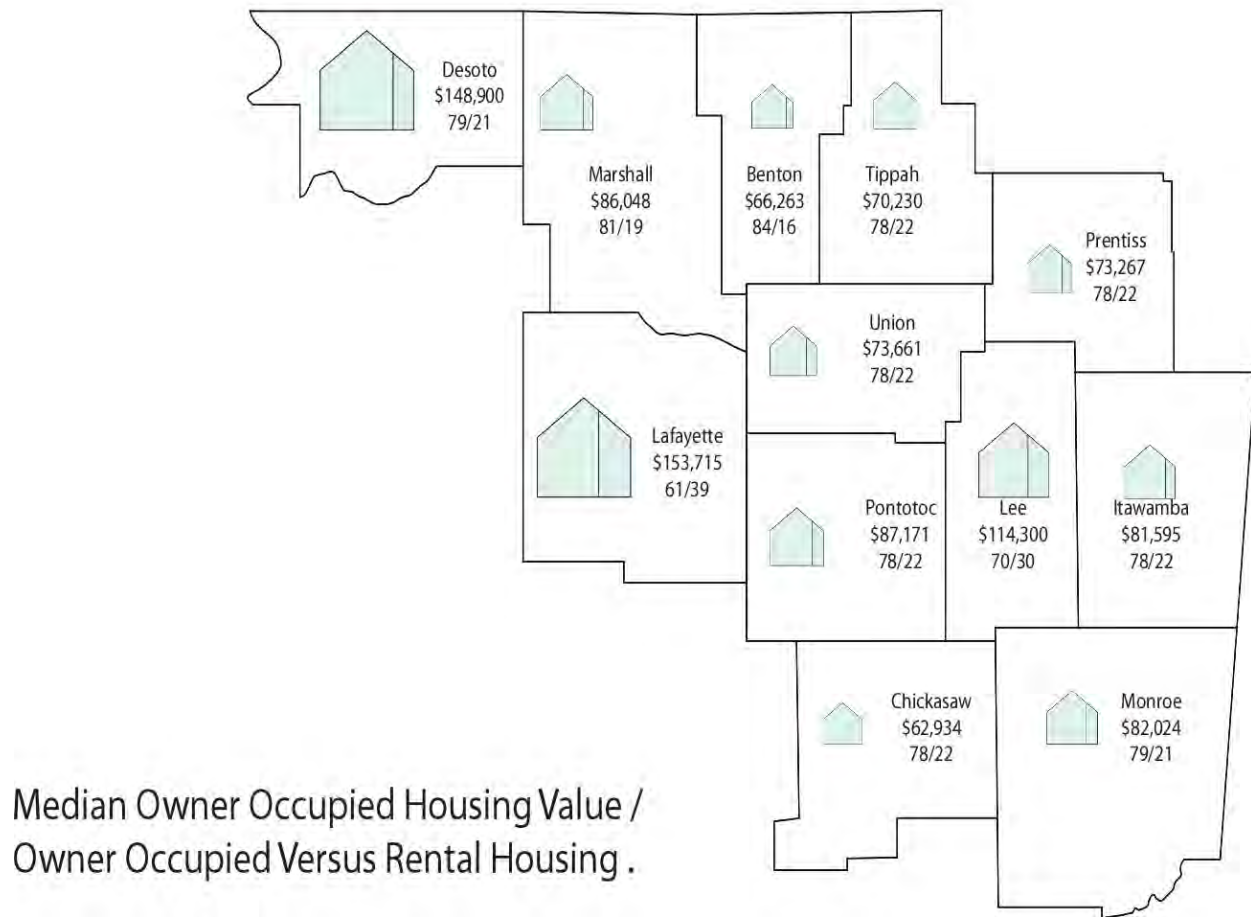 Desoto
$148,900
79/21
Marshall
$86,048
81/19
Benton
$66,263
84/16
Tippah
$70,230
78/22
Prentiss
$73,267
78/22
Union
$73,661
78/22
Lafayette
$153,715
61/39
Pontotoc
$87,171
78/22
Lee
$114,300
70/30
Itawamba
$81,595
78/22
Chickasaw
$62,934
78/22
Monroe
$82,024
79/21
Median Owner Occupied Housing Value /
Owner Occupied Versus Rental Housing .